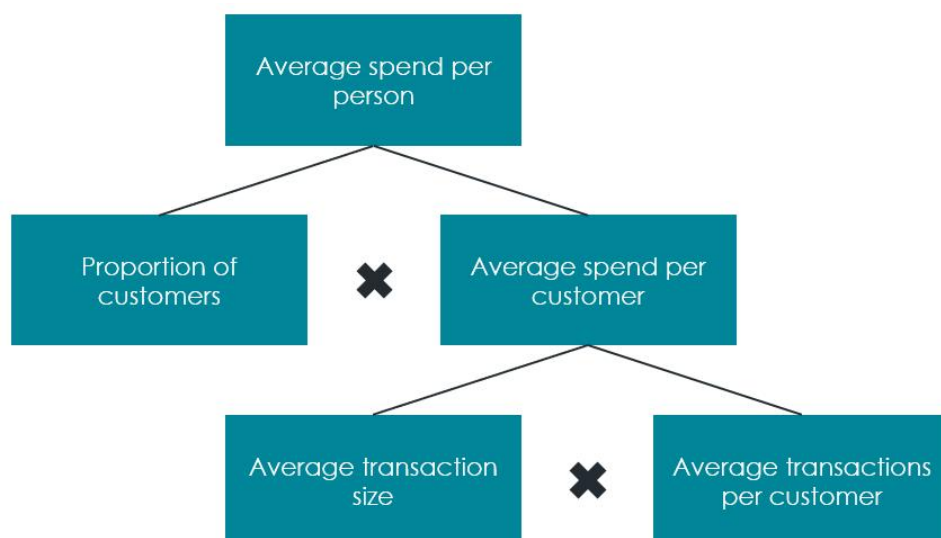 Average spend per
person
Proportion of
customers
Average spend per
customer
Average transaction
size
Average transactions
per customer